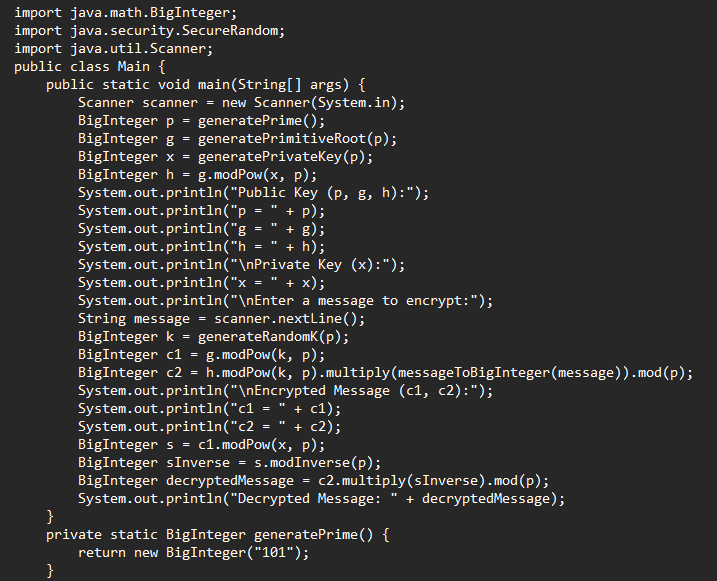 import java.math.BigInteger;
import java.security.SecureRandom;
import java.util.Scanner;
public class Main {
    public static void main(String[] args) {
        Scanner scanner = new Scanner(System.in);
        BigInteger p = generatePrime();
        BigInteger g = generatePrimitiveRoot(p);
        BigInteger x = generatePrivateKey(p);
        BigInteger h = g.modPow(x, p);
        System.out.println("Public Key (p, g, h):");
        System.out.println("p = " + p);
        System.out.println("g = " + g);
        System.out.println("h = " + h);
        System.out.println("\nPrivate Key (x):");
        System.out.println("x = " + x);
        System.out.println("\nEnter a message to encrypt:");
        String message = scanner.nextLine();
        BigInteger k = generateRandomK(p);
        BigInteger c1 = g.modPow(k, p);
        BigInteger c2 = h.modPow(k, p).multiply(messageToBigInteger(message)).mod(p);
        System.out.println("\nEncrypted Message (c1, c2):");
        System.out.println("c1 = " + c1);
        System.out.println("c2 = " + c2);
        BigInteger s = c1.modPow(x, p);
        BigInteger sInverse = s.modInverse(p);
        BigInteger decryptedMessage = c2.multiply(sInverse).mod(p);
        System.out.println("Decrypted Message: " + decryptedMessage);
    }
    private static BigInteger generatePrime() {
        return new BigInteger("101");
    }